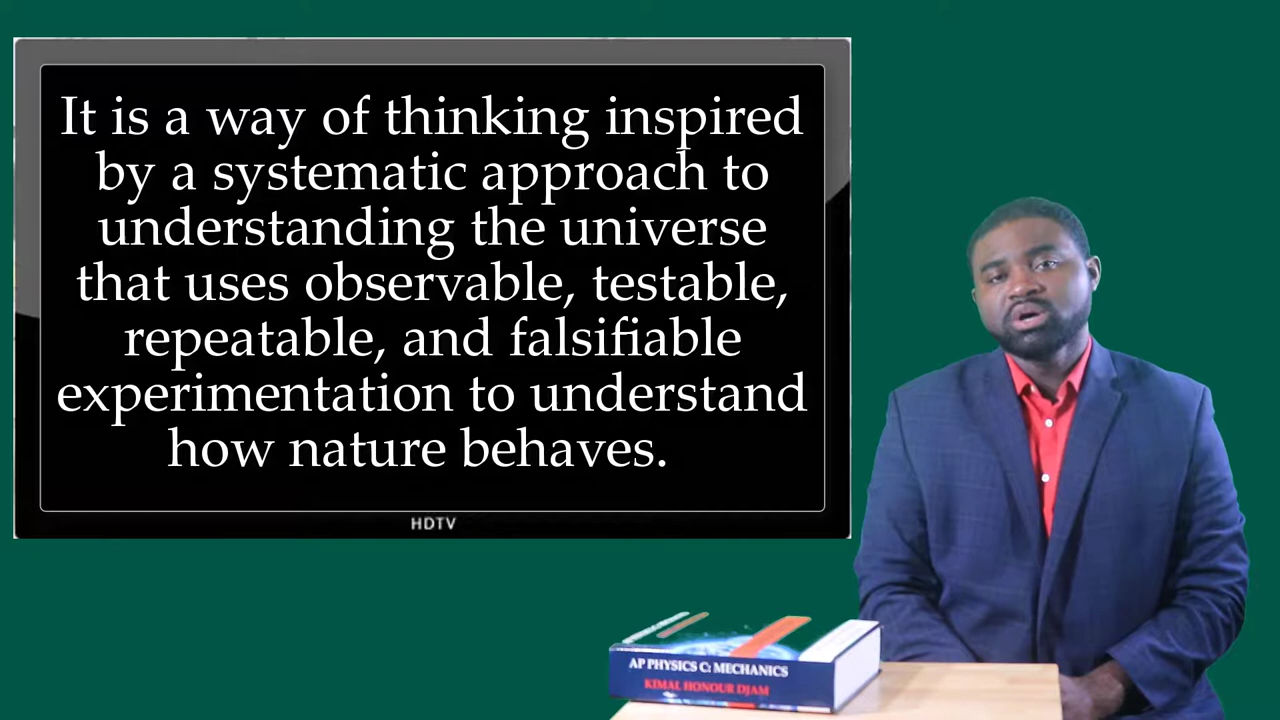 It is a way of thinking inspired
by a systematic approach to
understanding the universe
that uses observable, testable,
repeatable, and falsifiable
experimentation to understand
how nature behaves.
HDTV
AP PHYSICS C: MECHANICS
KIMAL HONOUR DJAM